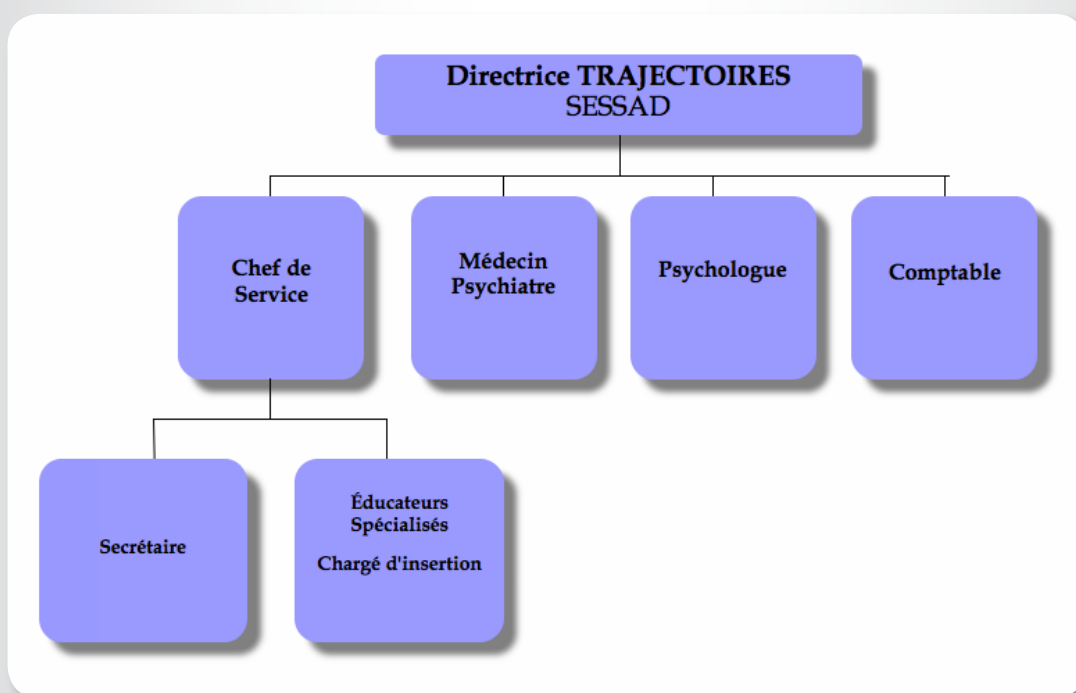 Directrice TRAJECTOIRES
SESSAD
Chef de
Service
Médecin
Psychiatre
Psychologue
Comptable
Secrétaire
Éducateurs
Spécialisés
Chargé d'insertion